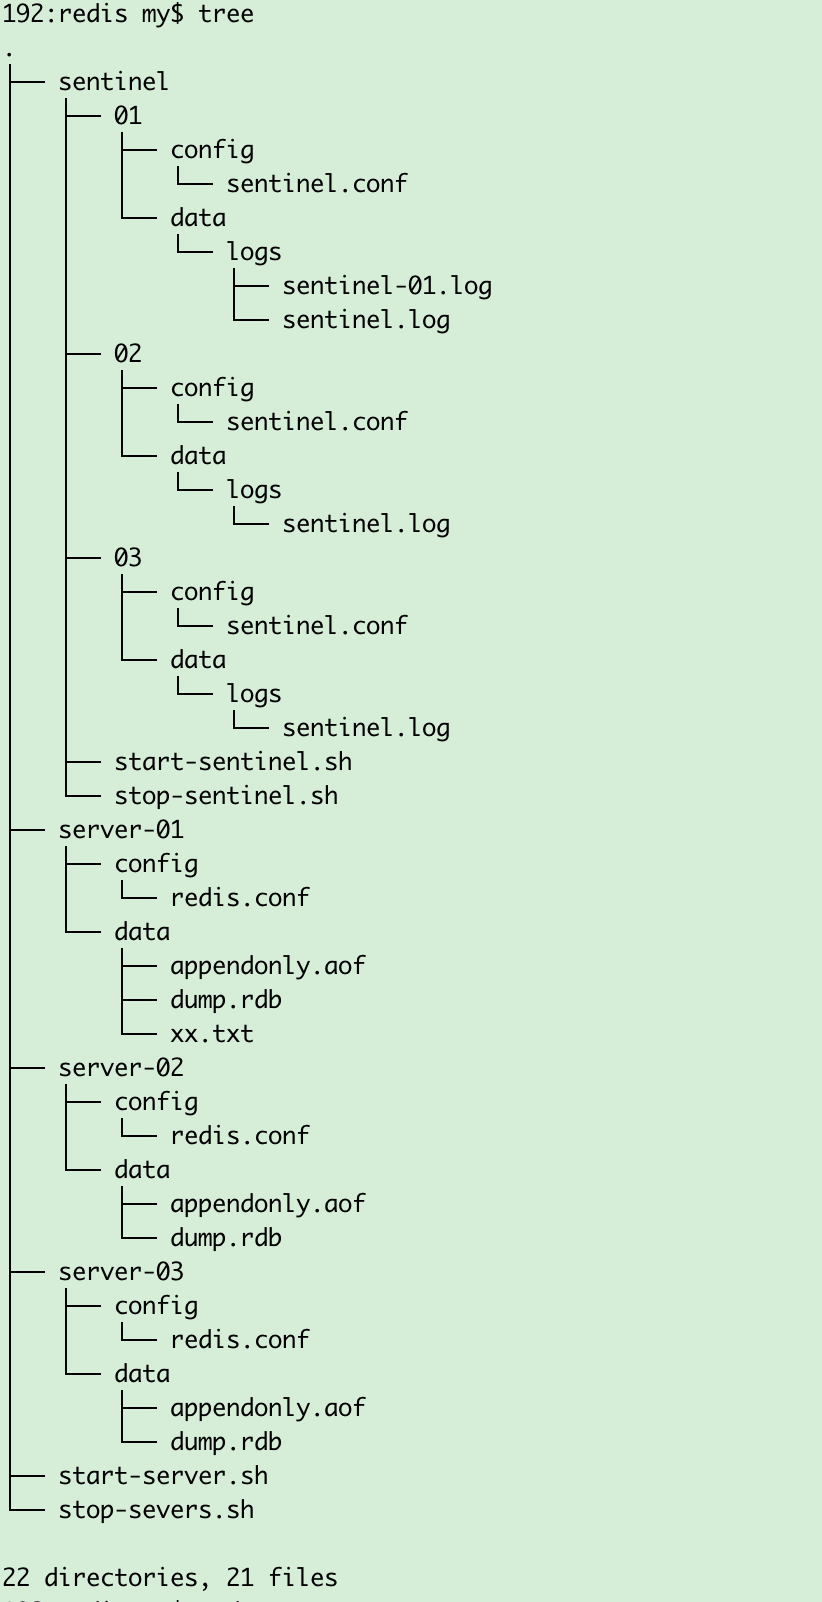 192:redis my$ tree
.
├── sentinel
│   ├── 01
│   │   ├── config
│   │   │   └── sentinel.conf
│   │   └── data
│   │       └── logs
│   │           ├── sentinel-01.log
│   │           └── sentinel.log
│   ├── 02
│   │   ├── config
│   │   │   └── sentinel.conf
│   │   └── data
│   │       └── logs
│   │           └── sentinel.log
│   ├── 03
│   │   ├── config
│   │   │   └── sentinel.conf
│   │   └── data
│   │       └── logs
│   │           └── sentinel.log
│   ├── start-sentinel.sh
│   └── stop-sentinel.sh
├── server-01
│   ├── config
│   │   └── redis.conf
│   └── data
│       ├── appendonly.aof
│       ├── dump.rdb
│       └── xx.txt
├── server-02
│   ├── config
│   │   └── redis.conf
│   └── data
│       ├── appendonly.aof
│       └── dump.rdb
├── server-03
│   ├── config
│   │   └── redis.conf
│   └── data
│       ├── appendonly.aof
│       └── dump.rdb
├── start-server.sh
└── stop-severs.sh

22 directories, 21 files